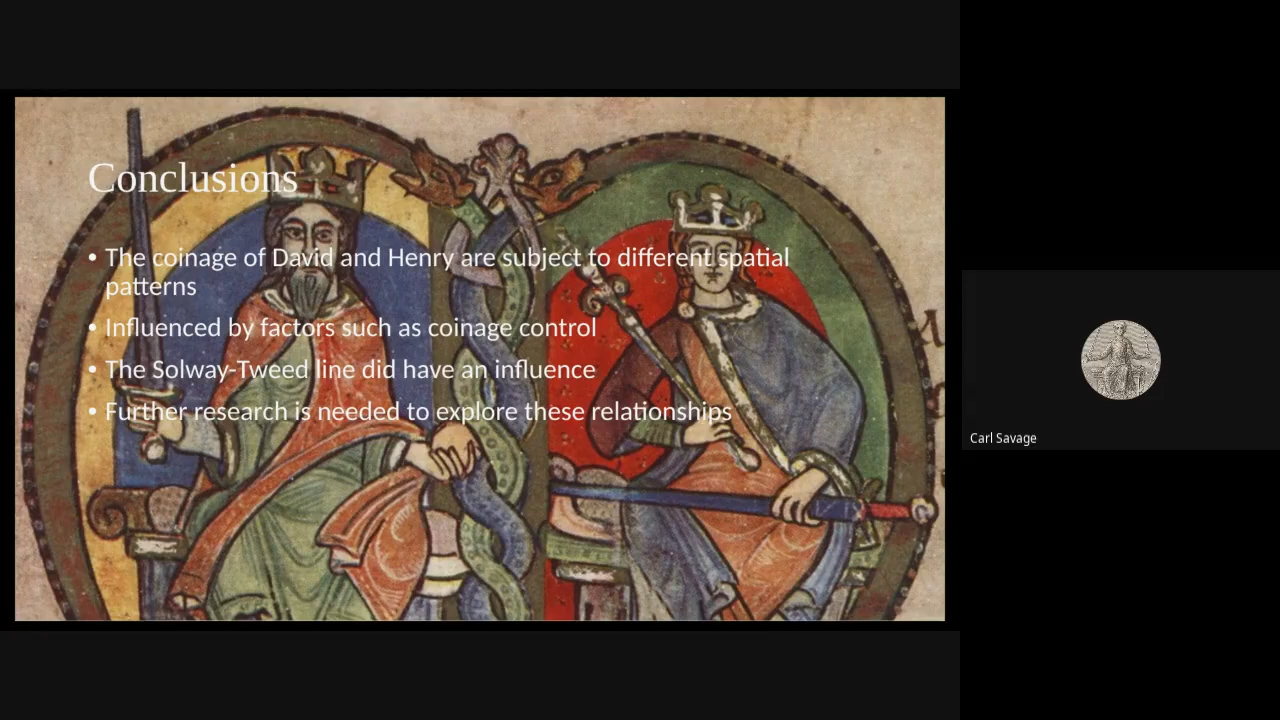 Conclusions
• The coinage of David and Henry are subject to different spatial
patterns
• Influenced by factors such as coinage control
• The Solway-Tweed line did have an influence
• Further research is needed to explore these relationships
Carl Savage